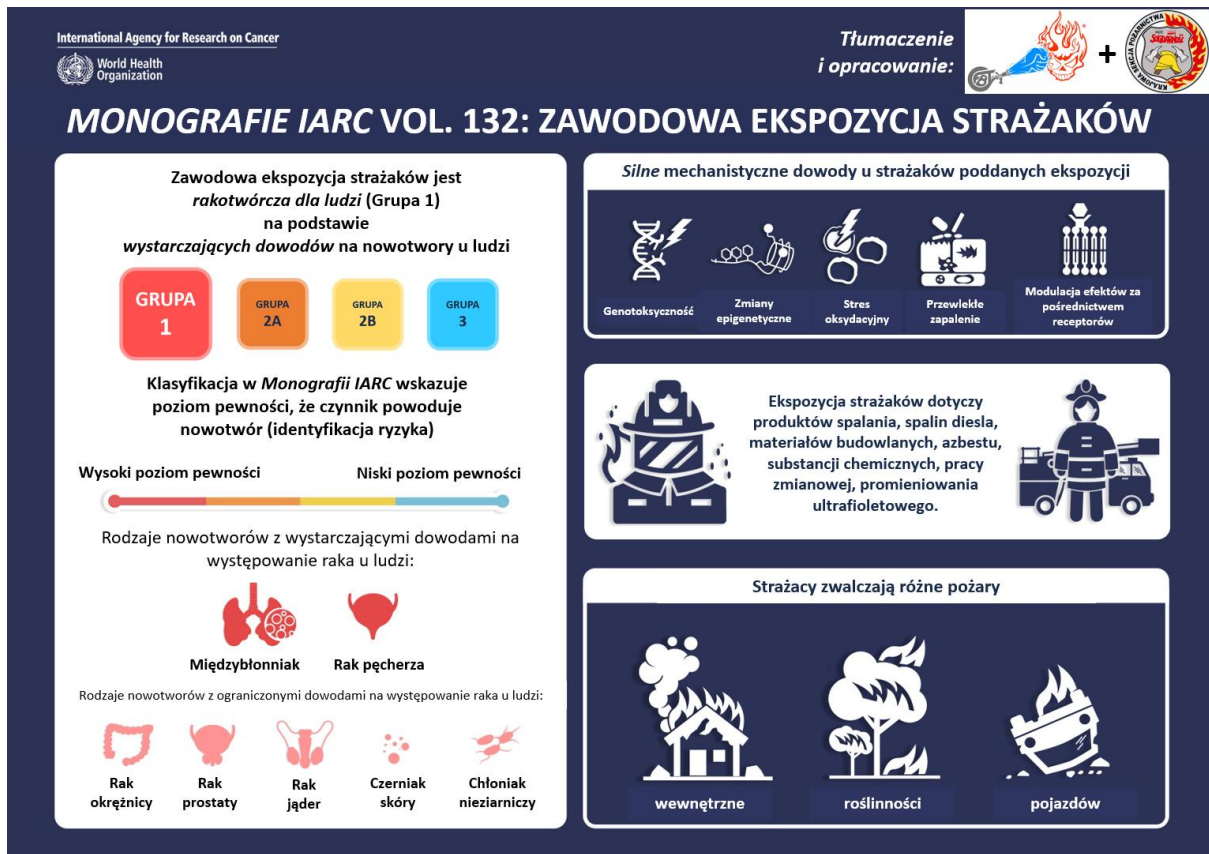 International Agency for Research on Cancer
World Health
Organization
Tłumaczenie
i opracowanie:
+
KRAJOWA SEKCJA POŻARNICTWA
Solidarność
MONOGRAFIE IARC VOL. 132: ZAWODOWA EKSPOZYCJA STRAŻAKÓW
Zawodowa ekspozycja strażaków jest
rakotwórcza dla ludzi (Grupa 1)
na podstawie
wystarczających dowodów na nowotwory u ludzi
GRUPA
1
GRUPA
2A
GRUPA
2B
GRUPA
3
Klasyfikacja w Monografii IARC wskazuje
poziom pewności, że czynnik powoduje
nowotwór (identyfikacja ryzyka)
Wysoki poziom pewności
Niski poziom pewności
Rodzaje nowotworów z wystarczającymi dowodami na
występowanie raka u ludzi:
Międzybłonniak
Rak pęcherza
Rodzaje nowotworów z ograniczonymi dowodami na występowanie raka u ludzi:
Rak
okrężnicy
Rak
prostaty
Rak
jąder
Czerniak
skóry
Chłoniak
nieziarniczy
Silne mechanistyczne dowody u strażaków poddanych ekspozycji
Genotoksyczność
Zmiany
epigenetyczne
Stres
oksydacyjny
Przewlekłe
zapalenie
Modulacja efektów za
pośrednictwem
receptorów
Ekspozycja strażaków dotyczy
produktów spalania, spalin diesla,
materiałów budowlanych, azbestu,
substancji chemicznych, pracy
zmianowej, promieniowania
ultrafioletowego.
Strażacy zwalczają różne pożary
wewnętrzne
roślinności
pojazdów